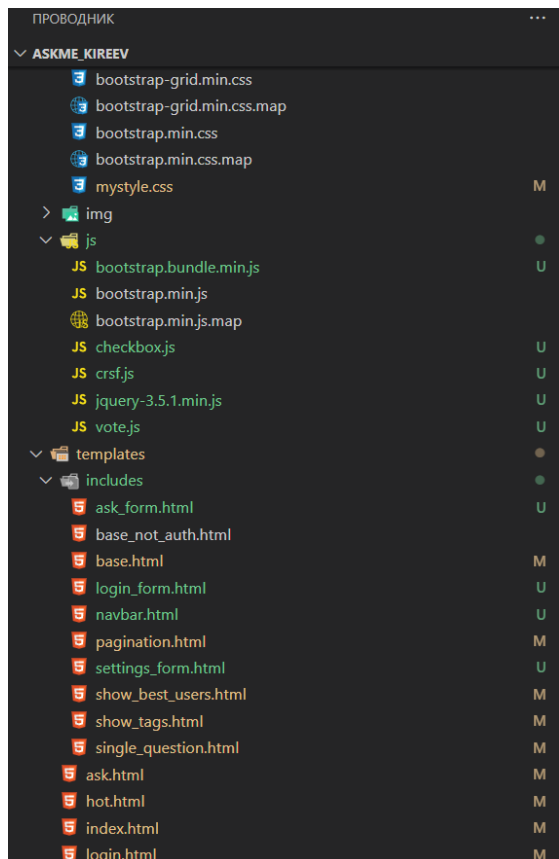 ПРОВОДНИК ...
ASKME_KIREEV
bootstrap-grid.min.css
bootstrap-grid.min.css.map
bootstrap.min.css
bootstrap.min.css.map
mystyle.css M
img
js
JS bootstrap.bundle.min.js U
JS bootstrap.min.js
bootstrap.min.js.map
JS checkbox.js U
JS crsf.js U
JS jquery-3.5.1.min.js U
JS vote.js U
templates
includes
ask_form.html U
base_not_auth.html
base.html M
login_form.html U
navbar.html U
pagination.html M
settings_form.html U
show_best_users.html M
show_tags.html M
single_question.html M
ask.html M
hot.html M
index.html M
login.html M